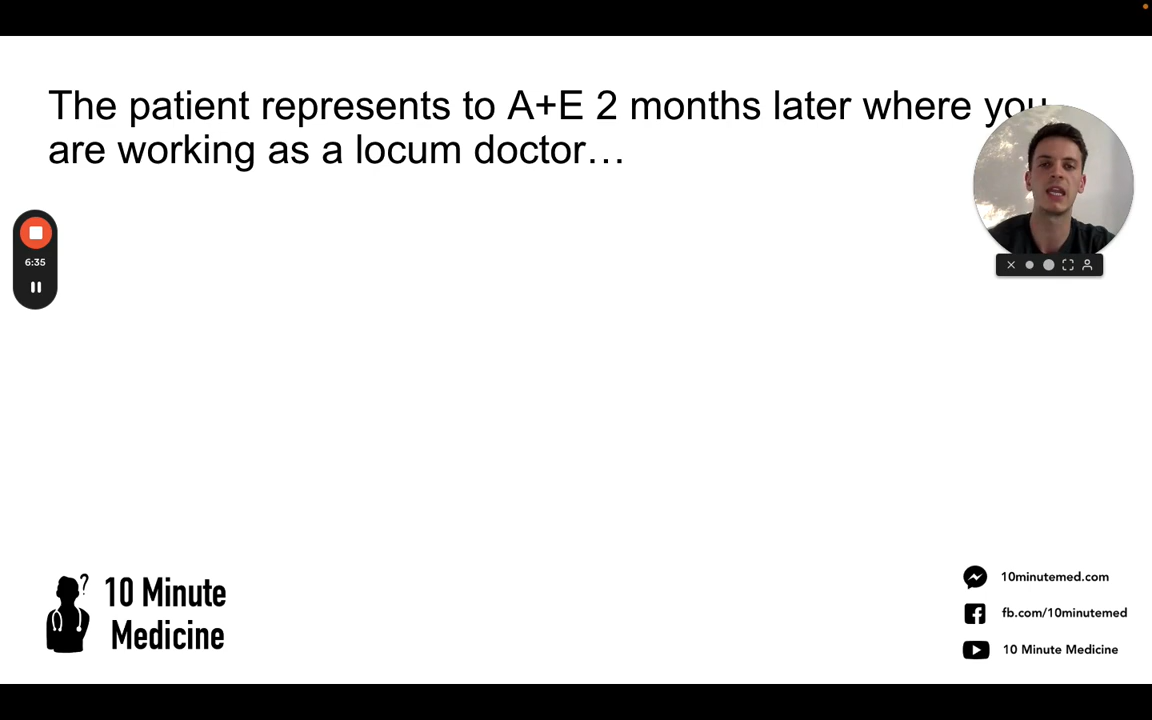 The patient represents to A+E 2 months later where you
are working as a locum doctor…
6:35
?
10 Minute
Medicine
10minutemed.com
fb.com/10minutemed
10 Minute Medicine